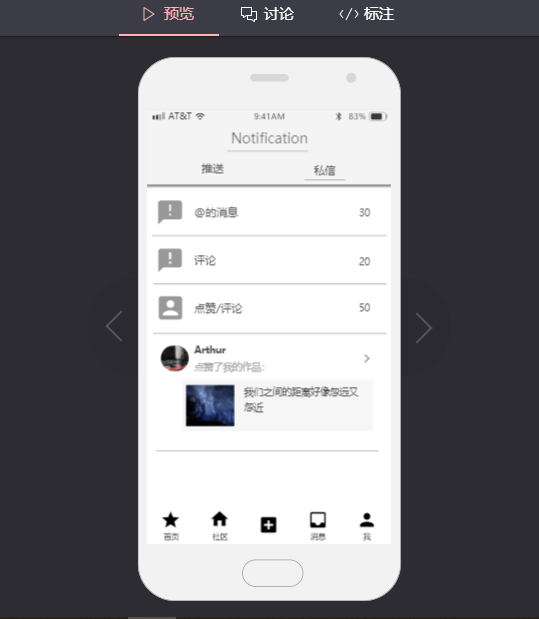 预览 讨论 标注
AT&T 9:41AM 83%
Notification
推送 私信
@的消息 30
评论 20
点赞/评论 50
Arthur
点赞了我的作品:
我们之间的距离好像忽远又
忽近
首页 社区 消息 我